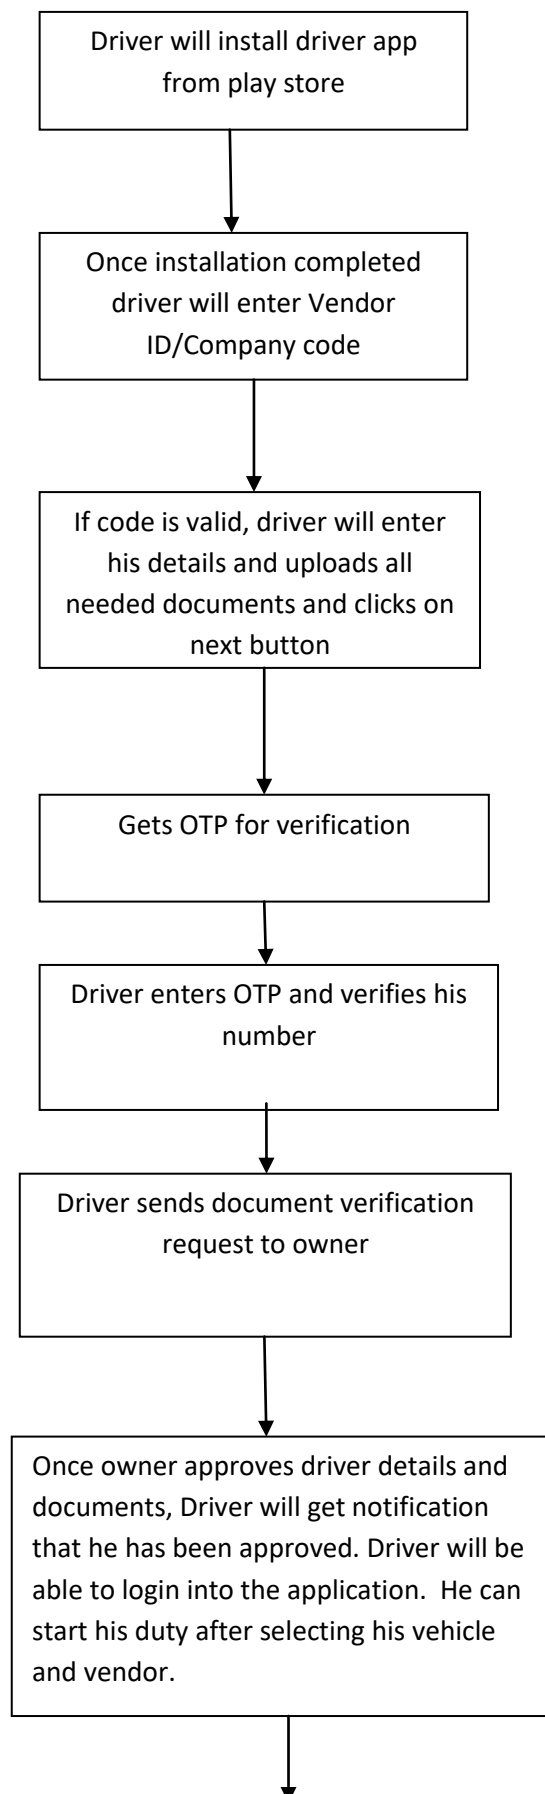 Driver will install driver app
from play store
Once installation completed
driver will enter Vendor
ID/Company code
If code is valid, driver will enter
his details and uploads all
needed documents and clicks on
next button
Gets OTP for verification
Driver enters OTP and verifies his
number
Driver sends document verification
request to owner
Once owner approves driver details and
documents, Driver will get notification
that he has been approved. Driver will be
able to login into the application.  He can
start his duty after selecting his vehicle
and vendor.